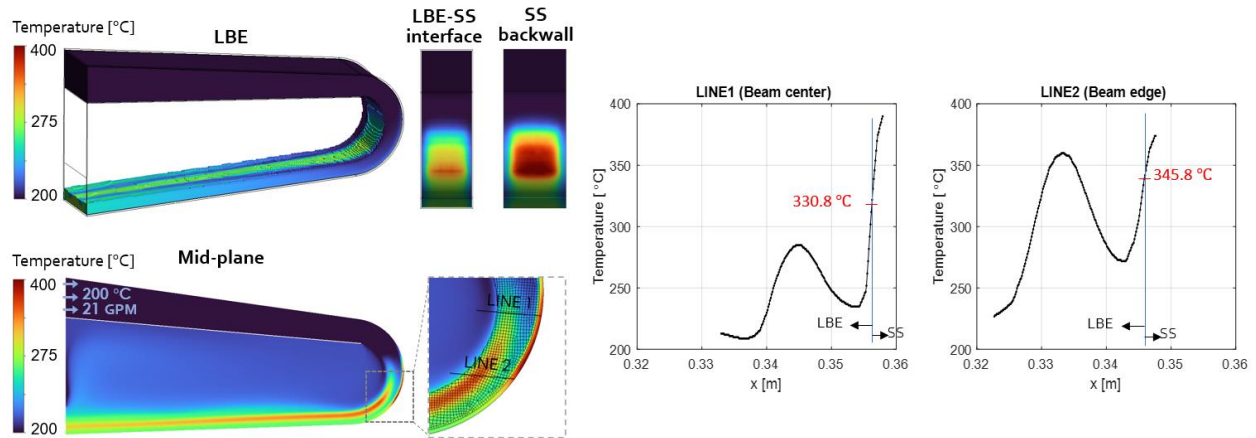 Temperature [°C]
400
275
200
LBE
LBE-SS
interface
SS
backwall
Temperature [°C]
400
275
200
Mid-plane
200 °C
21 GPM
LINE 1
LINE 2
LINE1 (Beam center)
Temperature [°C]
400
350
300
250
200
330.8 °C
LBE
SS
0.32
0.33
0.34
0.35
0.36
x [m]
LINE2 (Beam edge)
Temperature [°C]
400
350
300
250
200
345.8 °C
LBE
SS
0.32
0.33
0.34
0.35
0.36
x [m]